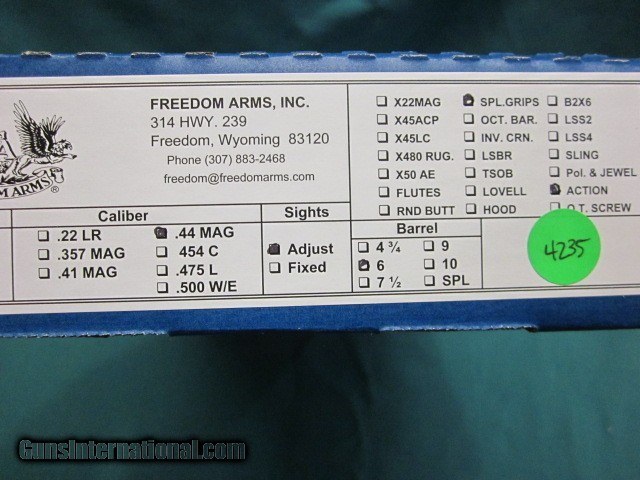 FREEDOM ARMS, INC.
314 HWY. 239
Freedom, Wyoming 83120
Phone (307) 883-2468
freedom@freedomarms.com
ARMS®
X22MAG
X45ACP
X45LC
X480 RUG.
X50 AE
FLUTES
RND BUTT
SPL.GRIPS
OCT. BAR.
INV. CRN.
LSBR
TSOB
LOVELL
HOOD
B2X6
LSS2
LSS4
SLING
Pol. & JEWEL
ACTION
O.T. SCREW
Caliber
.22 LR
.357 MAG
.41 MAG
.44 MAG
.454 C
.475 L
.500 W/E
Sights
Adjust
Fixed
Barrel
4 ¾
6
7 ½
9
10
SPL
4235
GunsInternational.com